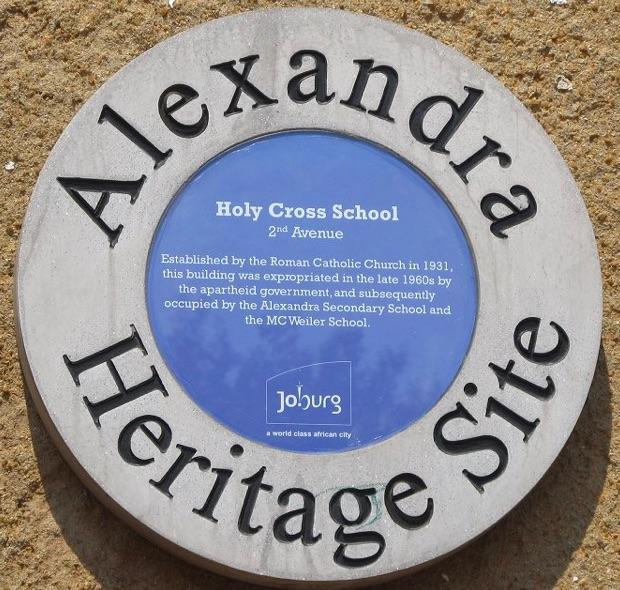 Alexandra
Holy Cross School
2nd Avenue
Established by the Roman Catholic Church in 1931,
this building was expropriated in the late 1960s by
the apartheid government, and subsequently
occupied by the Alexandra Secondary School and
the MC Weiler School.
Joburg
a world class african city
Heritage Site